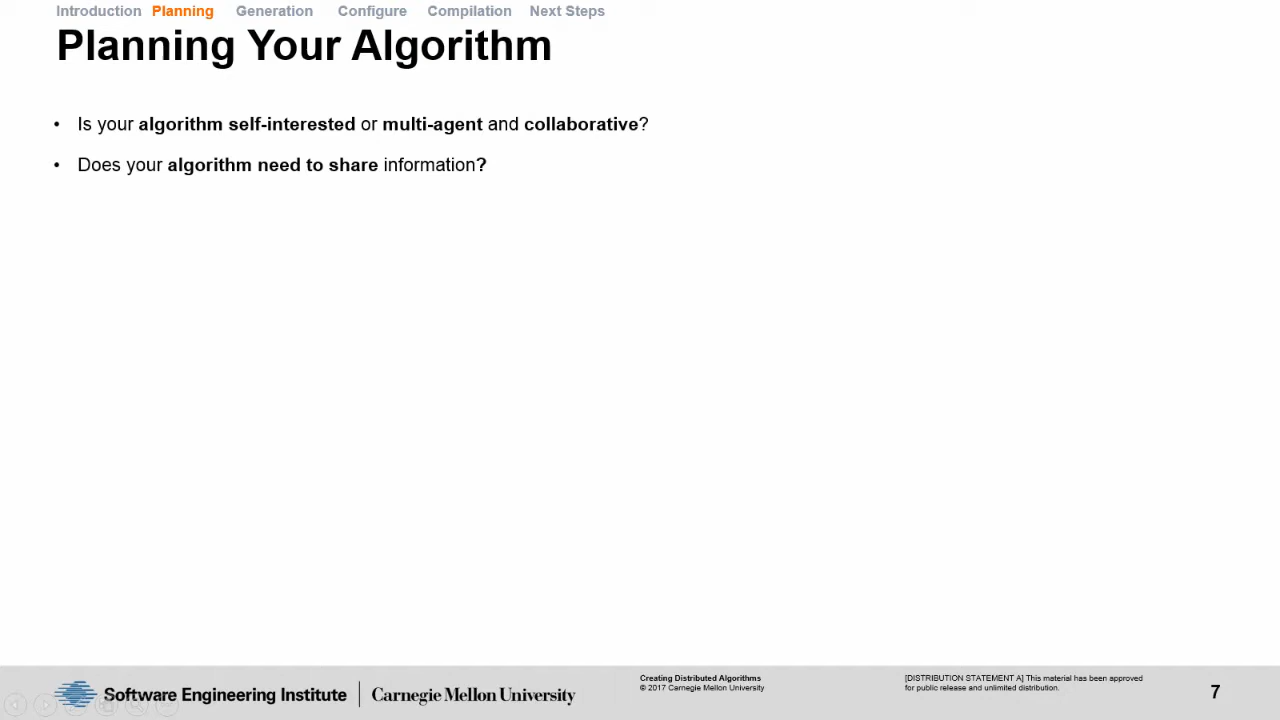 Introduction Planning Generation Configure Compilation Next Steps
Planning Your Algorithm
• Is your algorithm self-interested or multi-agent and collaborative?
• Does your algorithm need to share information?
Software Engineering Institute | Carnegie Mellon University
Creating Distributed Algorithms
© 2017 Carnegie Mellon University
[DISTRIBUTION STATEMENT A] This material has been approved
for public release and unlimited distribution.
7